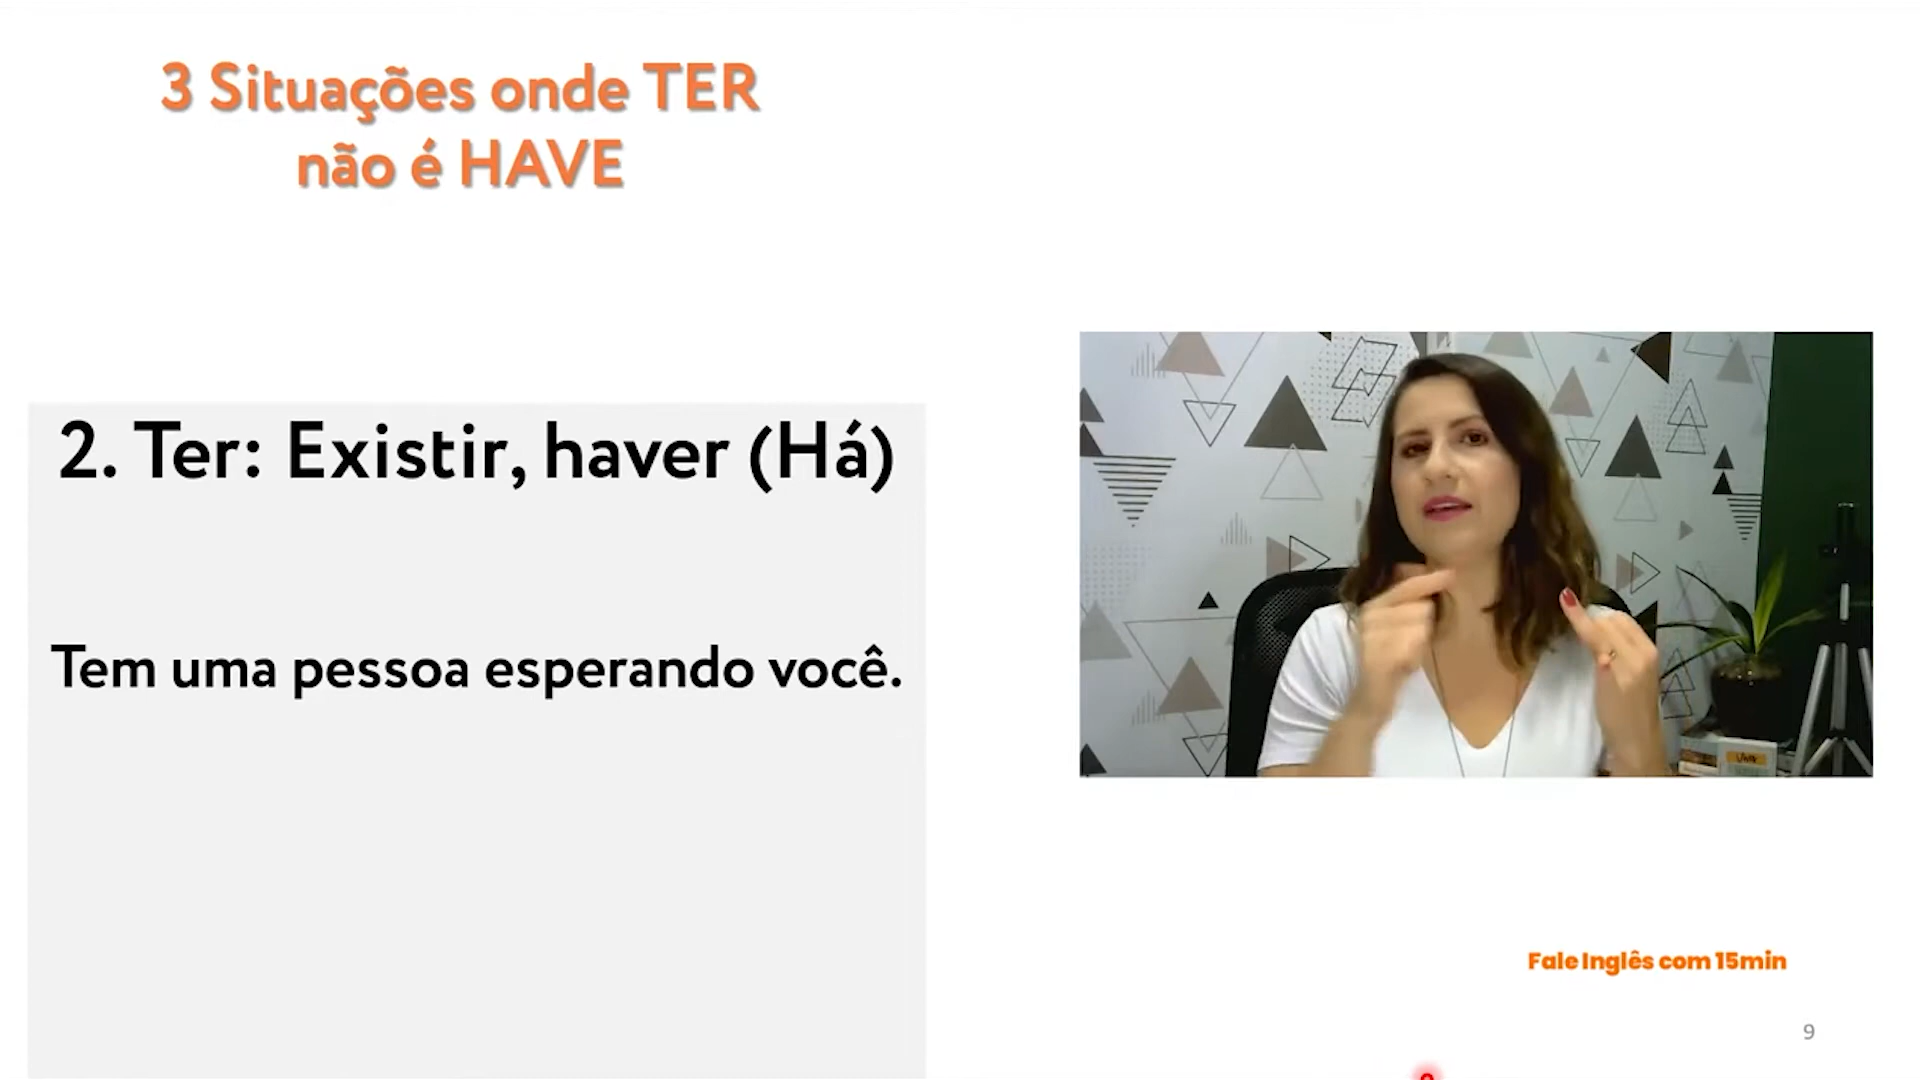 3 Situações onde TER
não é HAVE
2. Ter: Existir, haver (Há)
Tem uma pessoa esperando você.
Fale Inglês com 15min
9